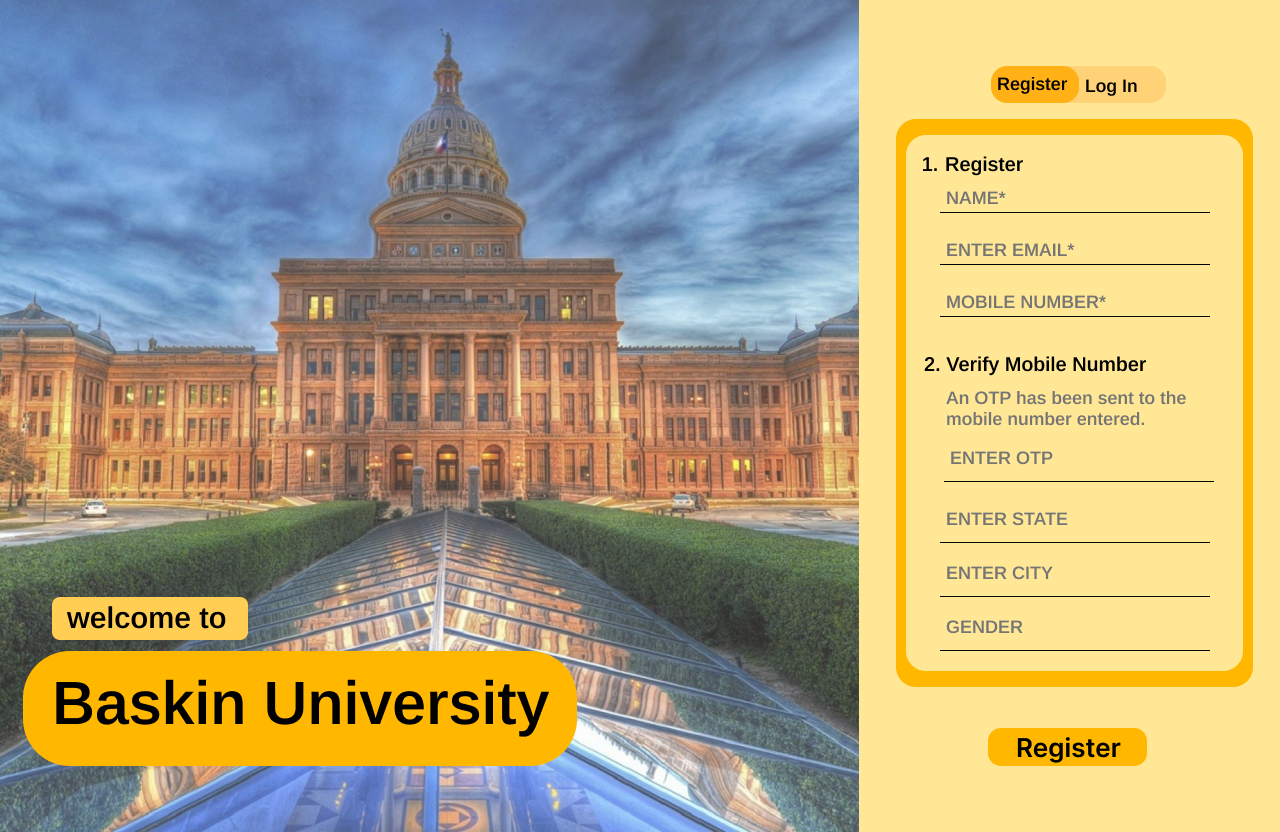 welcome to
Baskin University
Register Log In
1. Register
NAME*
ENTER EMAIL*
MOBILE NUMBER*
2. Verify Mobile Number
An OTP has been sent to the
mobile number entered.
ENTER OTP
ENTER STATE
ENTER CITY
GENDER
Register